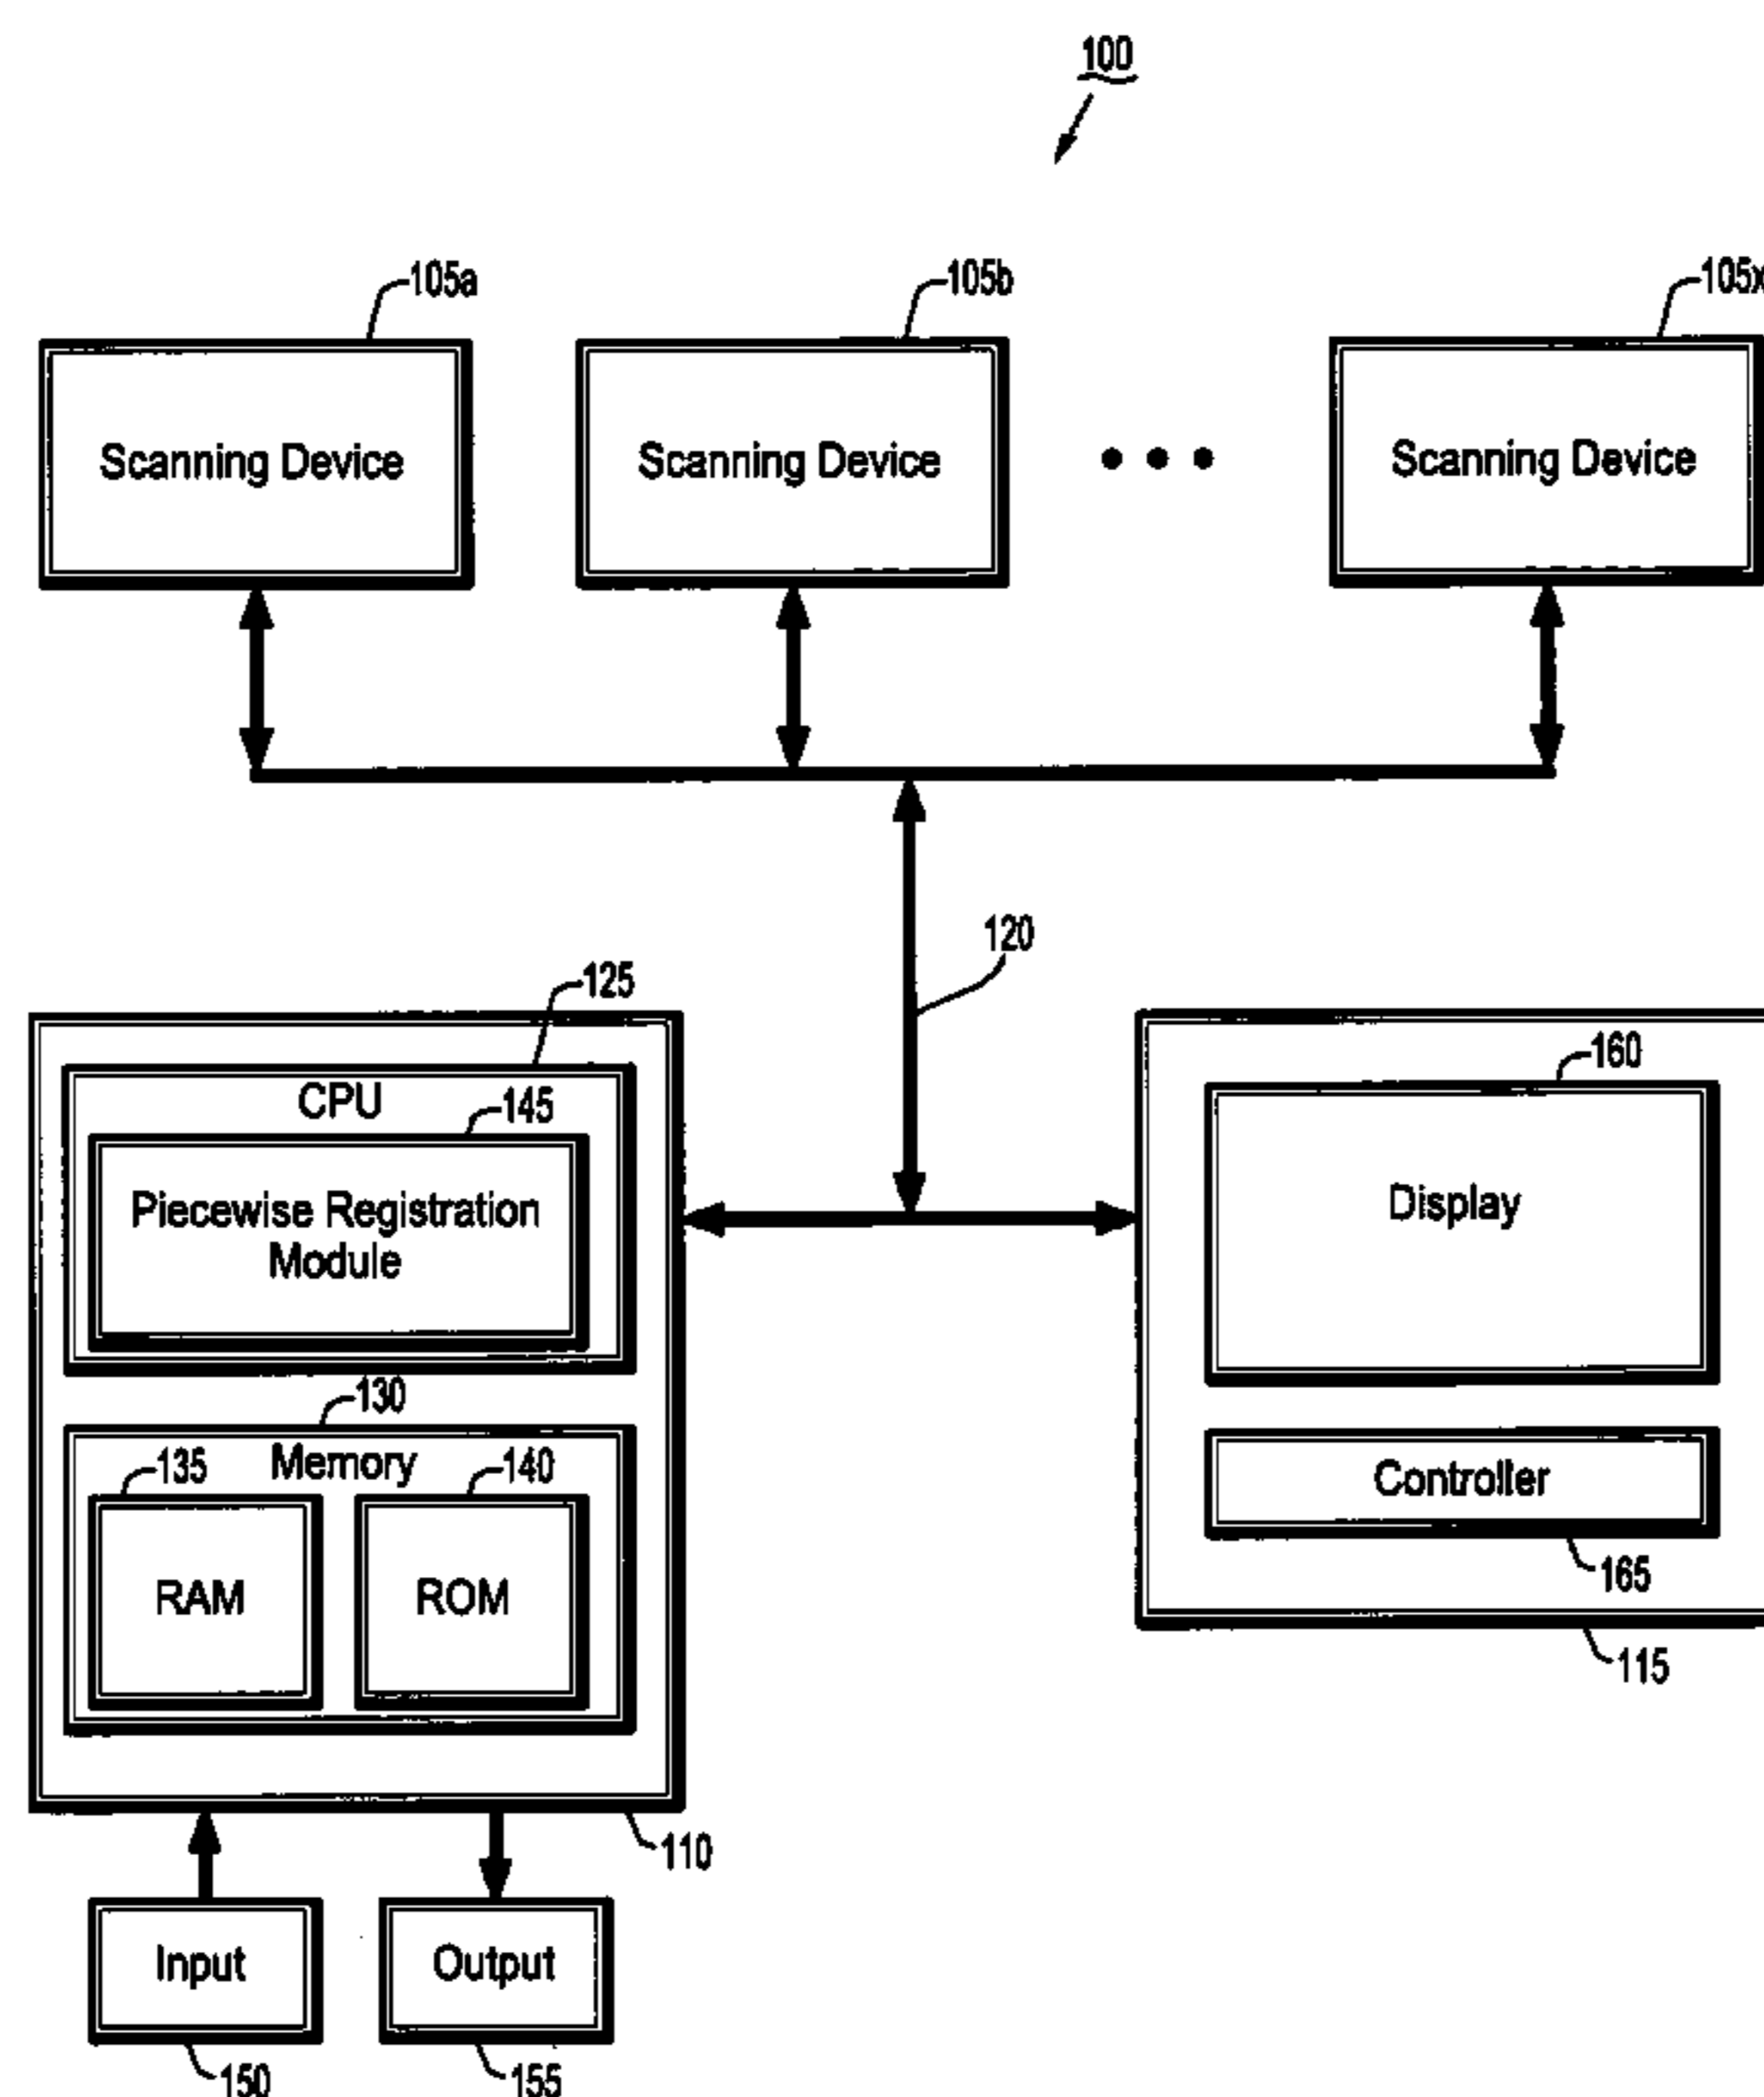 100
105a
105b
105x
Scanning Device
Scanning Device
Scanning Device
120
125
CPU
145
Piecewise Registration
Module
130
Memory
135
140
RAM
ROM
110
Input
Output
150
155
160
Display
Controller
165
115